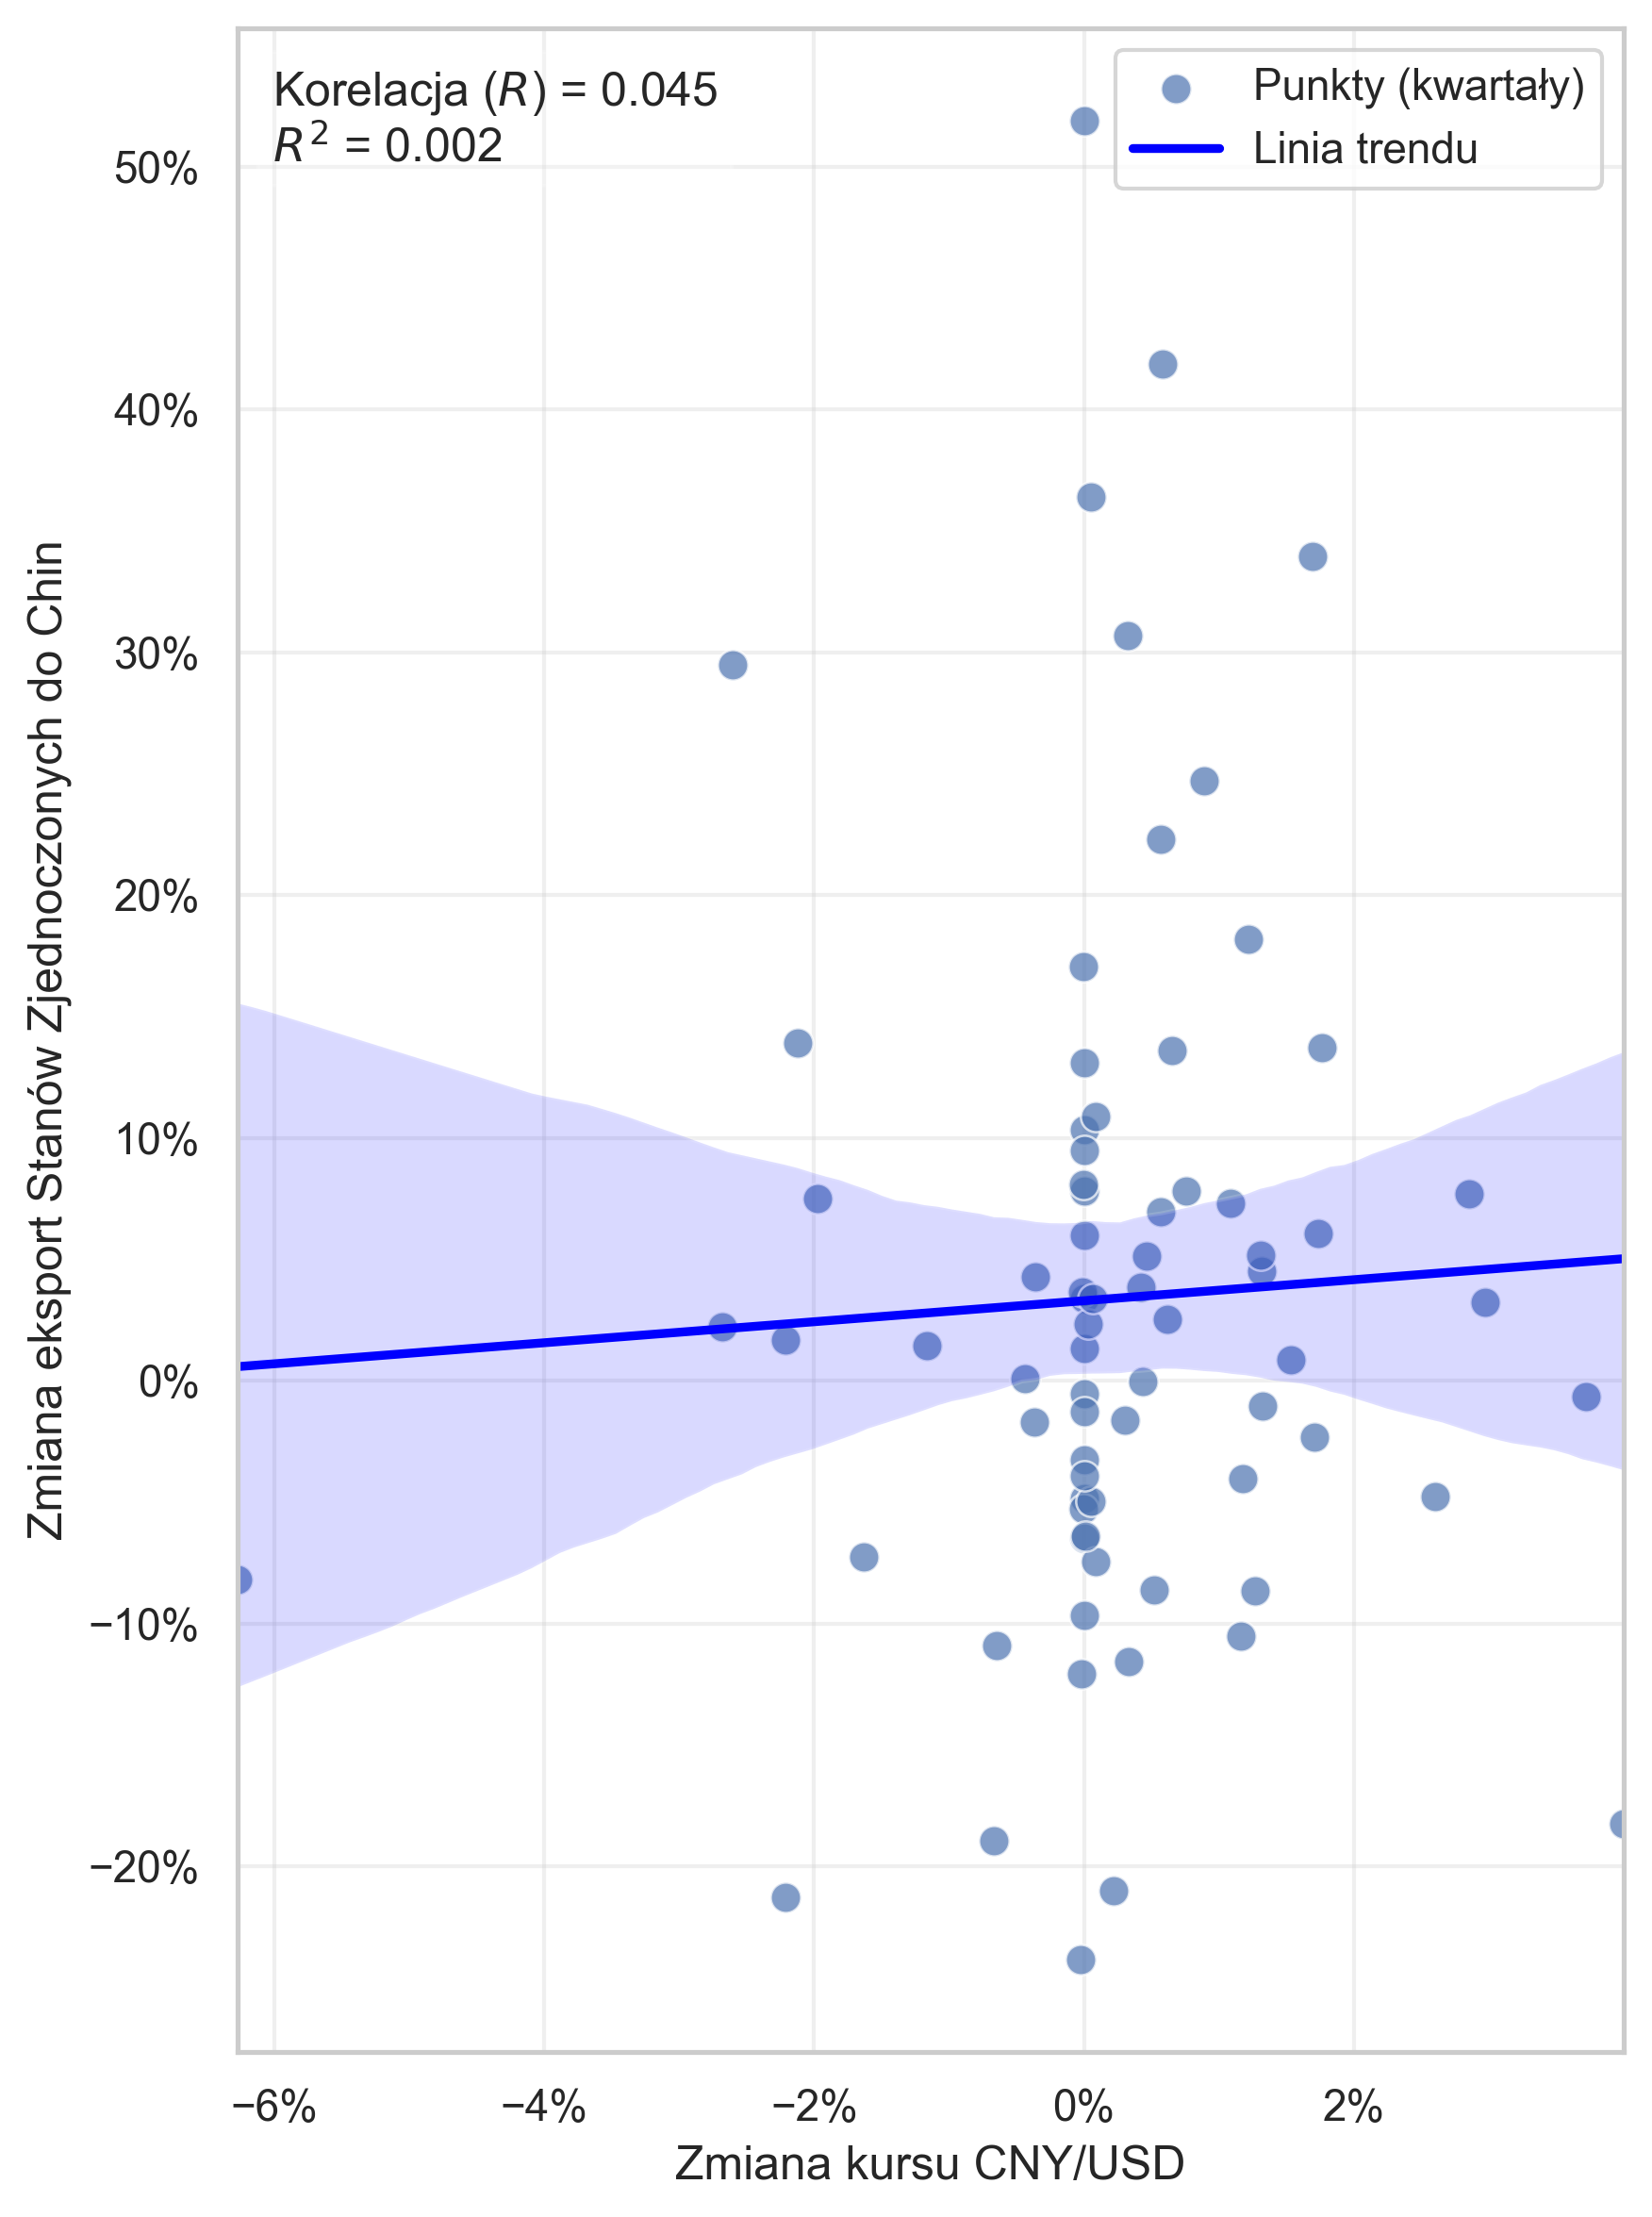 Korelacja (R) = 0.045
R² = 0.002
Punkty (kwartały)
Linia trendu
50%
40%
30%
20%
10%
0%
−10%
−20%
Zmiana eksport Stanów Zjednoczonych do Chin
−6%
−4%
−2%
0%
2%
Zmiana kursu CNY/USD